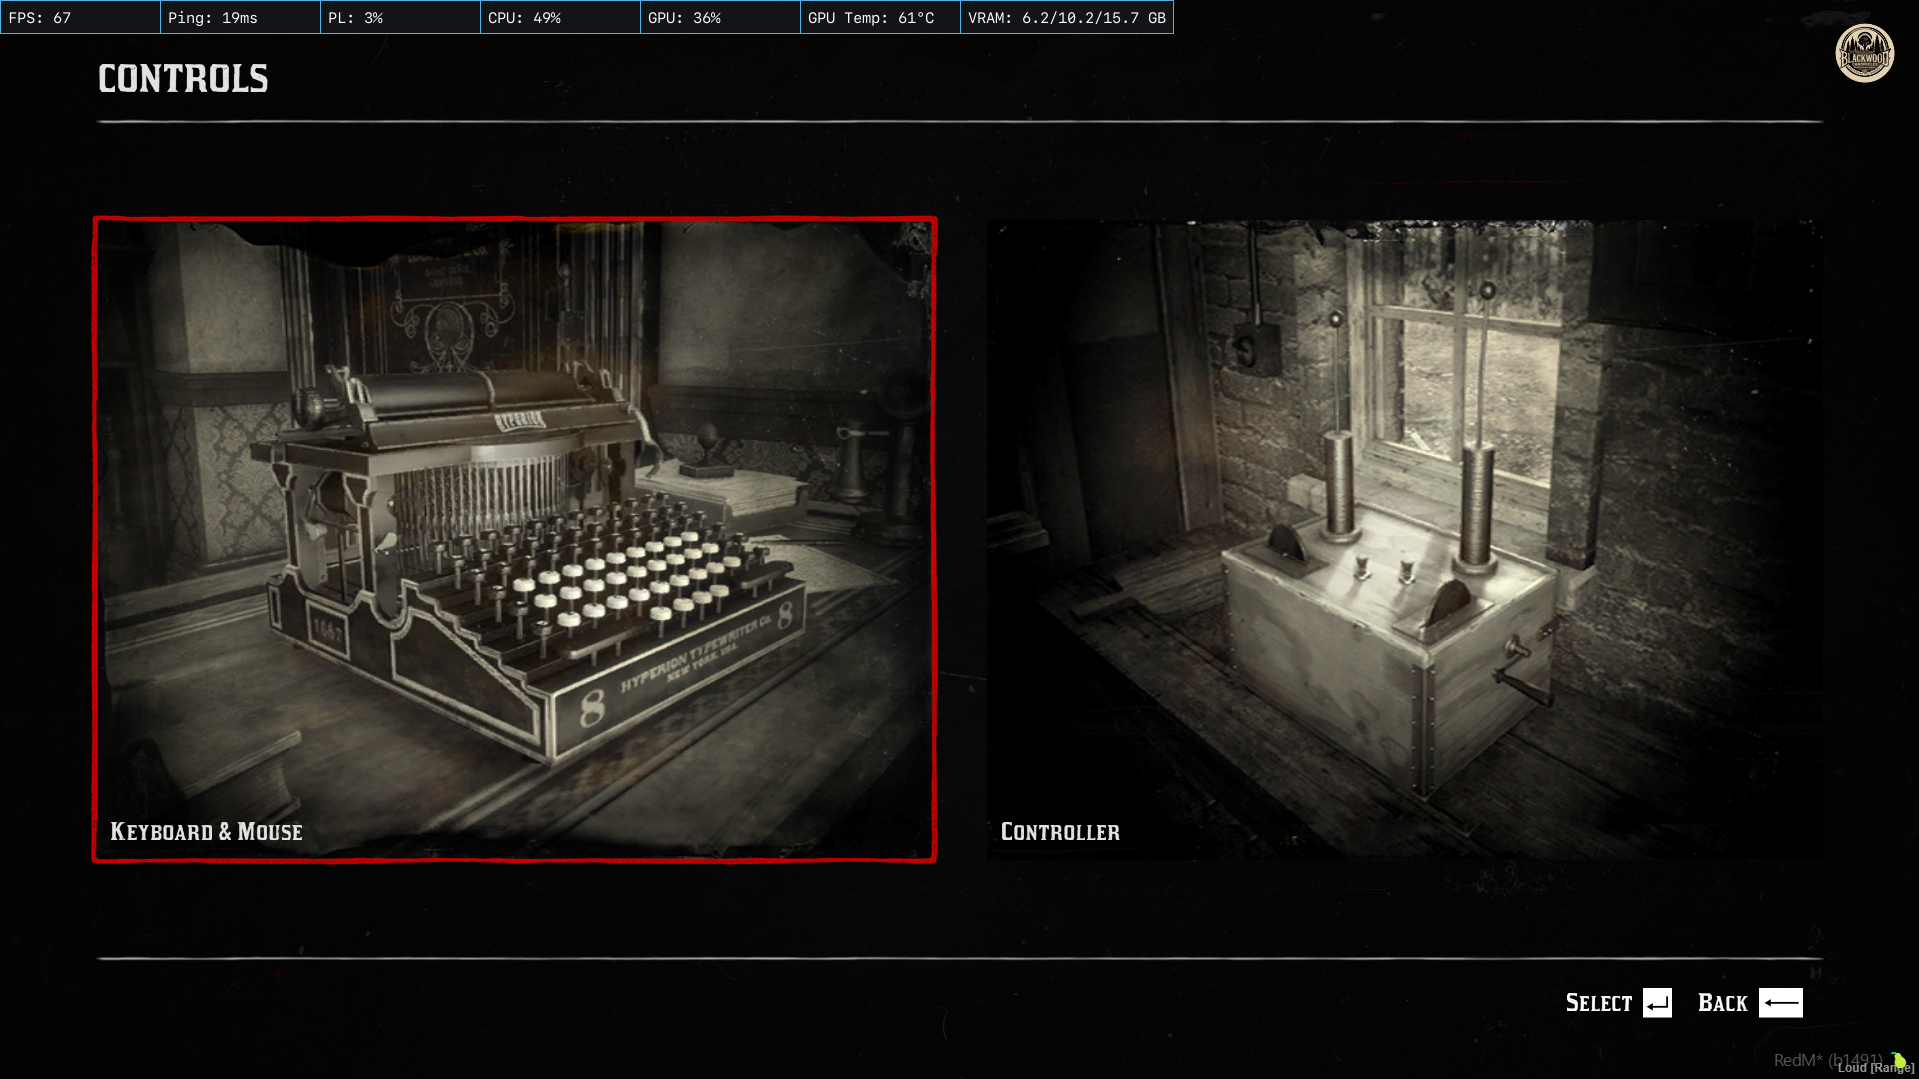 FPS: 67 Ping: 19ms PL: 3% CPU: 49% GPU: 36% GPU Temp: 61°C VRAM: 6.2/10.2/15.7 GB
CONTROLS
BLACKWOOD
1887
HYPERION TYPEWRITER CO.
NEW YORK, USA.
8
8
KEYBOARD & MOUSE
CONTROLLER
SELECT
BACK
RedM* (b1491)
Loud [Range]